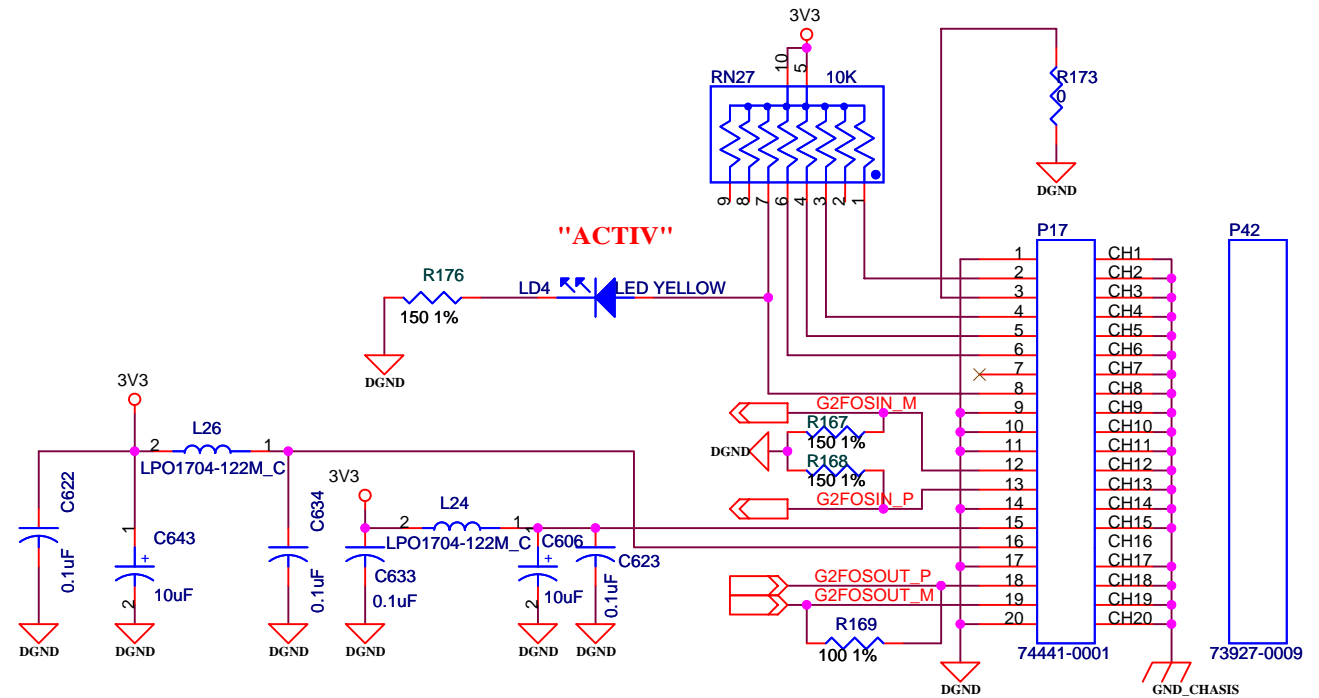 3V3
10
5
RN27
10K
R173
0
DGND
9
8
7
6
4
3
2
1
"ACTIV"
R176
150 1%
LD4
LED YELLOW
DGND
P17
P42
1
CH1
2
CH2
3
CH3
4
CH4
5
CH5
6
CH6
7
CH7
8
CH8
9
CH9
10
CH10
11
CH11
12
CH12
13
CH13
14
CH14
15
CH15
16
CH16
17
CH17
18
CH18
19
CH19
20
CH20
74441-0001
73927-0009
DGND
GND_CHASIS
G2FOSIN_M
R167
150 1%
DGND
R168
150 1%
G2FOSIN_P
G2FOSOUT_P
G2FOSOUT_M
R169
100 1%
3V3
L26
2
1
LPO1704-122M_C
C622
0.1uF
DGND
1
C643
+
10uF
2
DGND
C634
0.1uF
DGND
3V3
L24
2
1
LPO1704-122M_C
C633
0.1uF
DGND
1
C606
+
10uF
2
DGND
C623
0.1uF
DGND